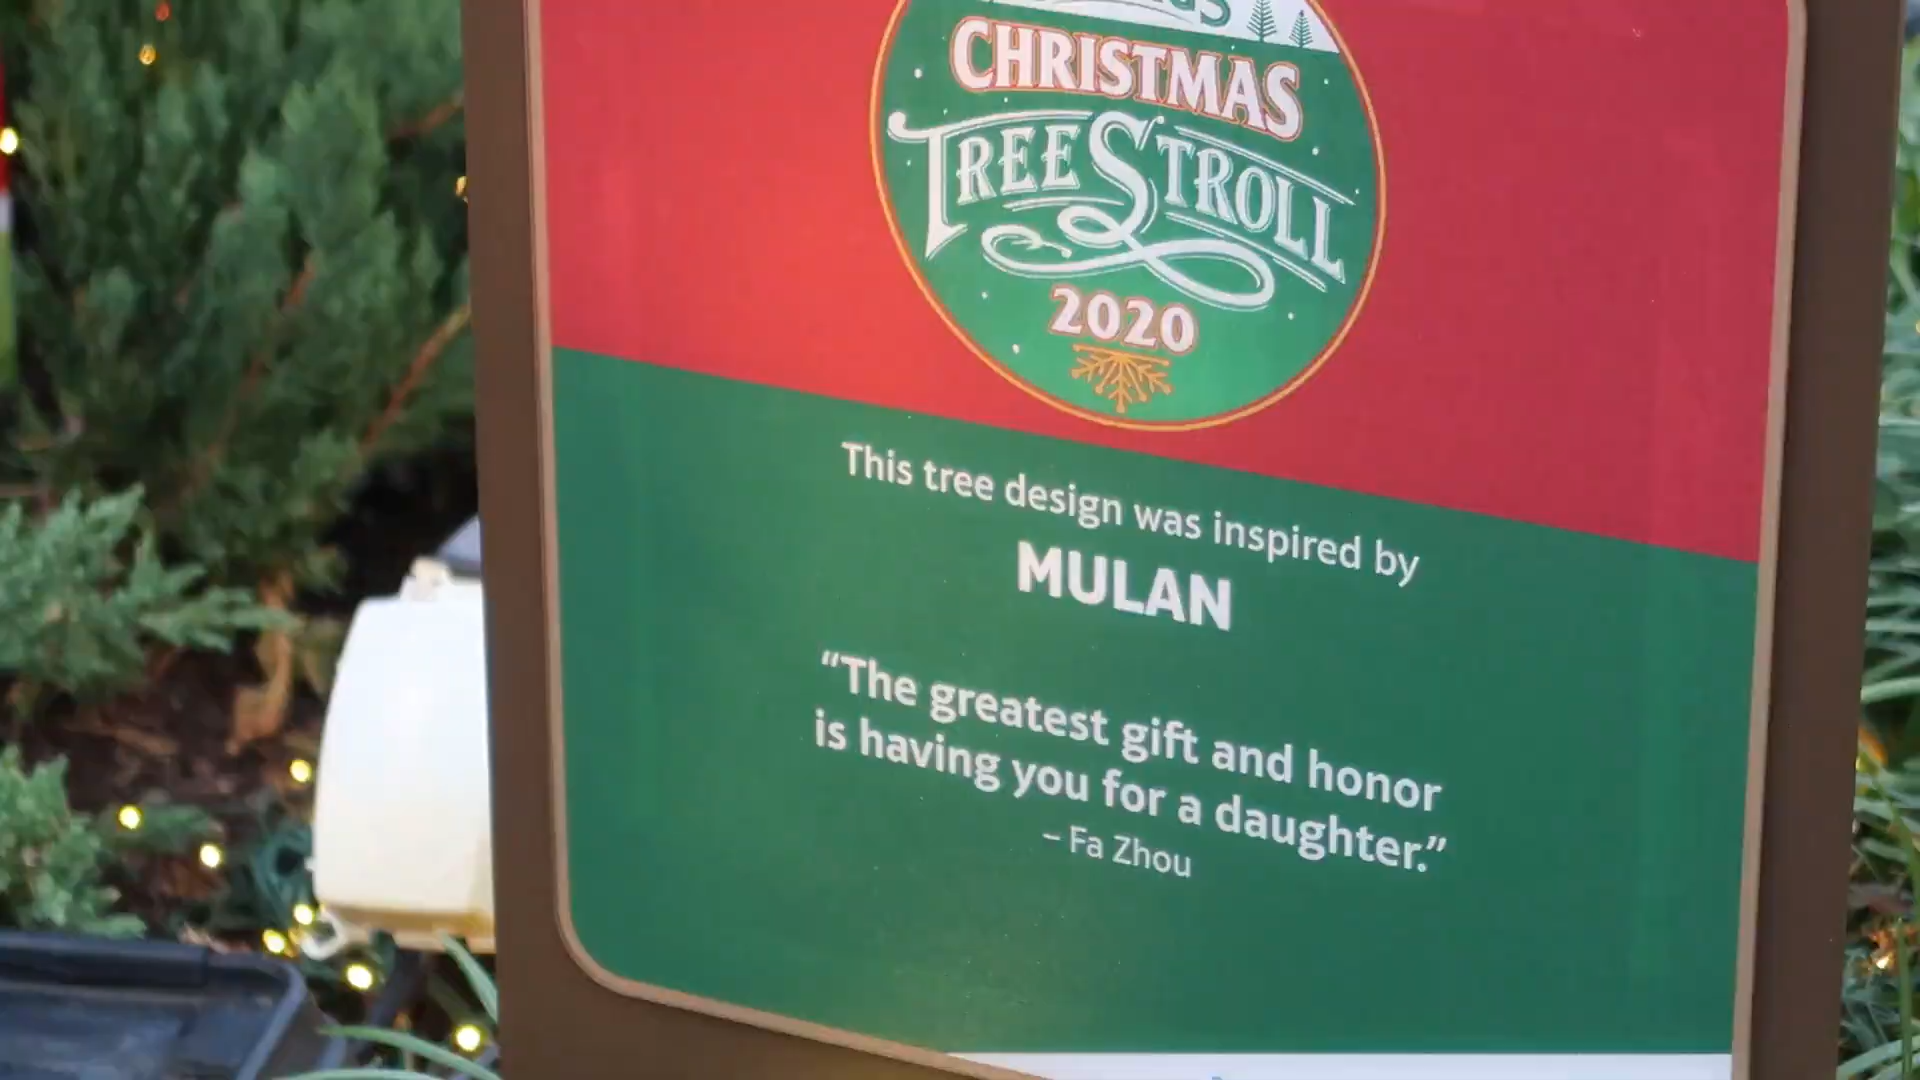 CHRISTMAS
TREE STROLL
2020
This tree design was inspired by
MULAN
“The greatest gift and honor
is having you for a daughter.”
– Fa Zhou